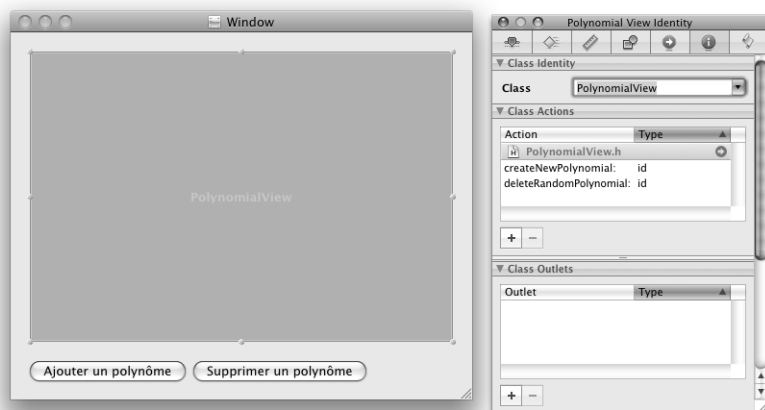 Window
PolynomialView
Ajouter un polynôme
Supprimer un polynôme
Polynomial View Identity
Class Identity
Class PolynomialView
Class Actions
Action Type
PolynomialView.h
createNewPolynomial: id
deleteRandomPolynomial: id
+ −
Class Outlets
Outlet Type
+ −